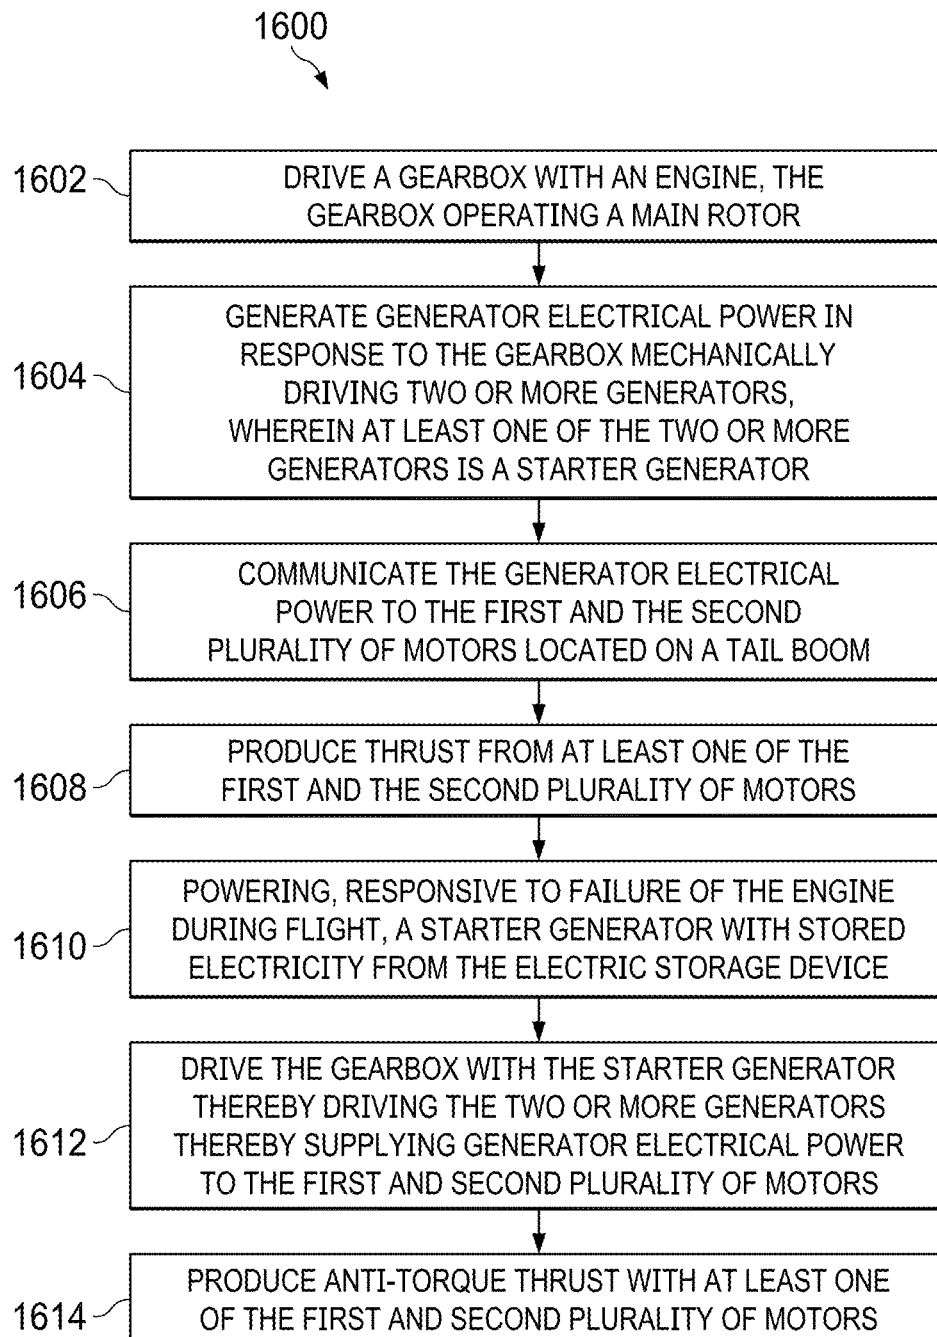 1600
1602
DRIVE A GEARBOX WITH AN ENGINE, THE
GEARBOX OPERATING A MAIN ROTOR
1604
GENERATE GENERATOR ELECTRICAL POWER IN
RESPONSE TO THE GEARBOX MECHANICALLY
DRIVING TWO OR MORE GENERATORS,
WHEREIN AT LEAST ONE OF THE TWO OR MORE
GENERATORS IS A STARTER GENERATOR
1606
COMMUNICATE THE GENERATOR ELECTRICAL
POWER TO THE FIRST AND THE SECOND
PLURALITY OF MOTORS LOCATED ON A TAIL BOOM
1608
PRODUCE THRUST FROM AT LEAST ONE OF THE
FIRST AND THE SECOND PLURALITY OF MOTORS
1610
POWERING, RESPONSIVE TO FAILURE OF THE ENGINE
DURING FLIGHT, A STARTER GENERATOR WITH STORED
ELECTRICITY FROM THE ELECTRIC STORAGE DEVICE
1612
DRIVE THE GEARBOX WITH THE STARTER GENERATOR
THEREBY DRIVING THE TWO OR MORE GENERATORS
THEREBY SUPPLYING GENERATOR ELECTRICAL POWER
TO THE FIRST AND SECOND PLURALITY OF MOTORS
1614
PRODUCE ANTI-TORQUE THRUST WITH AT LEAST ONE
OF THE FIRST AND SECOND PLURALITY OF MOTORS